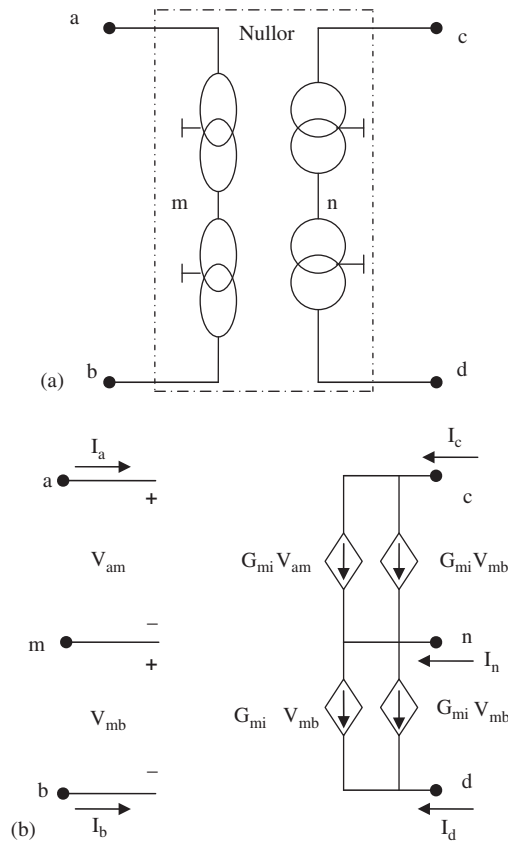 a
Nullor
c
m
n
b
d
(a)
I_a
I_c
a
+
c
V_am
G_mi V_am
G_mi V_mb
−
m
n
+
I_n
V_mb
G_mi V_mb
G_mi V_mb
−
b
d
(b)
I_b
I_d